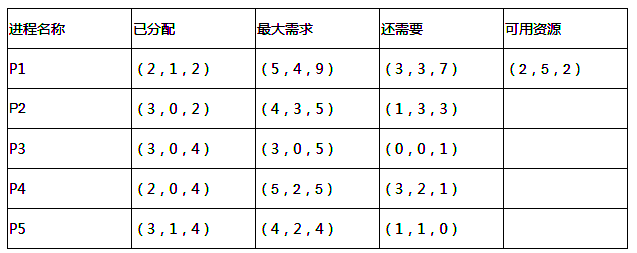 进程名称 已分配 最大需求 还需要 可用资源
P1 (2,1,2) (5,4,9) (3,3,7) (2,5,2)
P2 (3,0,2) (4,3,5) (1,3,3)
P3 (3,0,4) (3,0,5) (0,0,1)
P4 (2,0,4) (5,2,5) (3,2,1)
P5 (3,1,4) (4,2,4) (1,1,0)